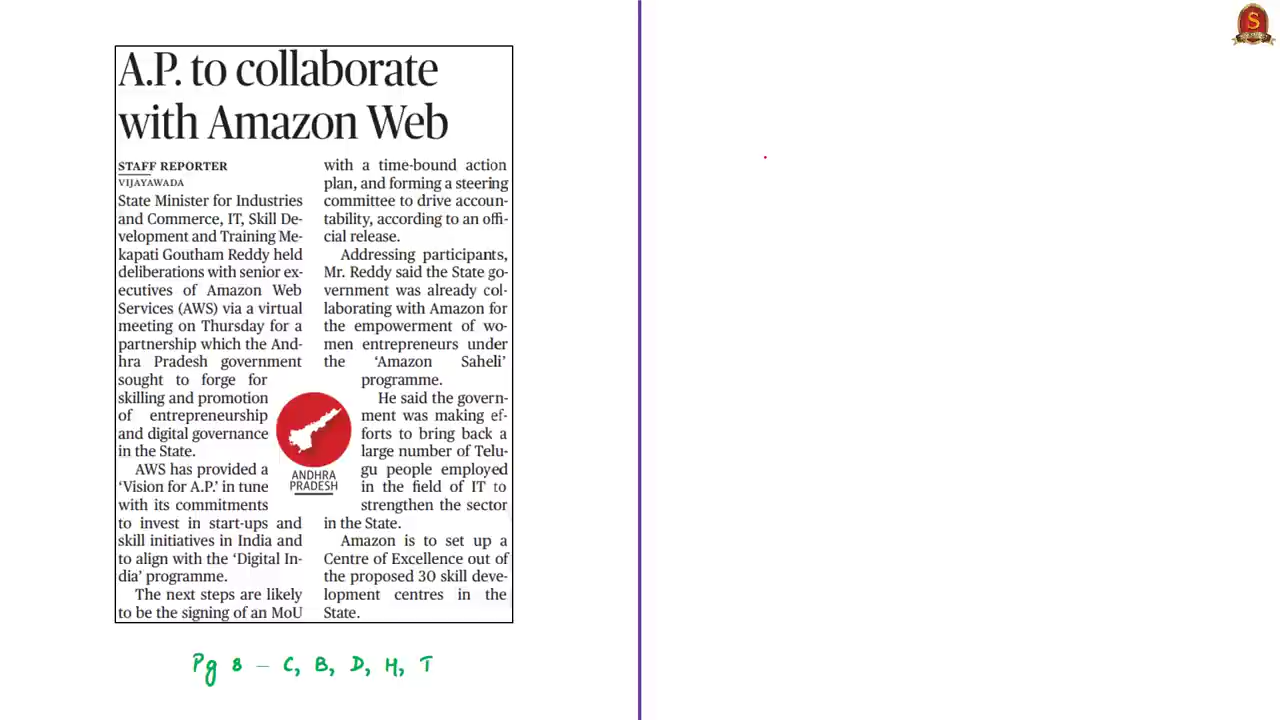 A.P. to collaborate
with Amazon Web
STAFF REPORTER
VIJAYAWADA
State Minister for Industries
and Commerce, IT, Skill De-
velopment and Training Me-
kapati Goutham Reddy held
deliberations with senior ex-
ecutives of Amazon Web
Services (AWS) via a virtual
meeting on Thursday for a
partnership which the And-
hra Pradesh government
sought to forge for
skilling and promotion
of entrepreneurship
and digital governance
in the State.
AWS has provided a
‘Vision for A.P.’ in tune
with its commitments
to invest in start-ups and
skill initiatives in India and
to align with the ‘Digital In-
dia’ programme.
The next steps are likely
to be the signing of an MoU
with a time-bound action
plan, and forming a steering
committee to drive accoun-
tability, according to an offi-
cial release.
Addressing participants,
Mr. Reddy said the State go-
vernment was already col-
laborating with Amazon for
the empowerment of wo-
men entrepreneurs under
the ‘Amazon Saheli’
programme.
He said the govern-
ment was making ef-
forts to bring back a
large number of Telu-
gu people employed
in the field of IT to
strengthen the sector
in the State.
Amazon is to set up a
Centre of Excellence out of
the proposed 30 skill deve-
lopment centres in the
State.
ANDHRA
PRADESH
Pg 8 – C, B, D, H, T
S